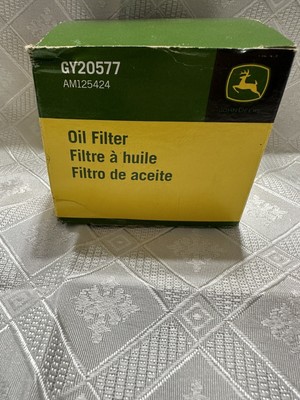 GY20577
AM125424
Oil Filter
Filtre à huile
Filtro de aceite